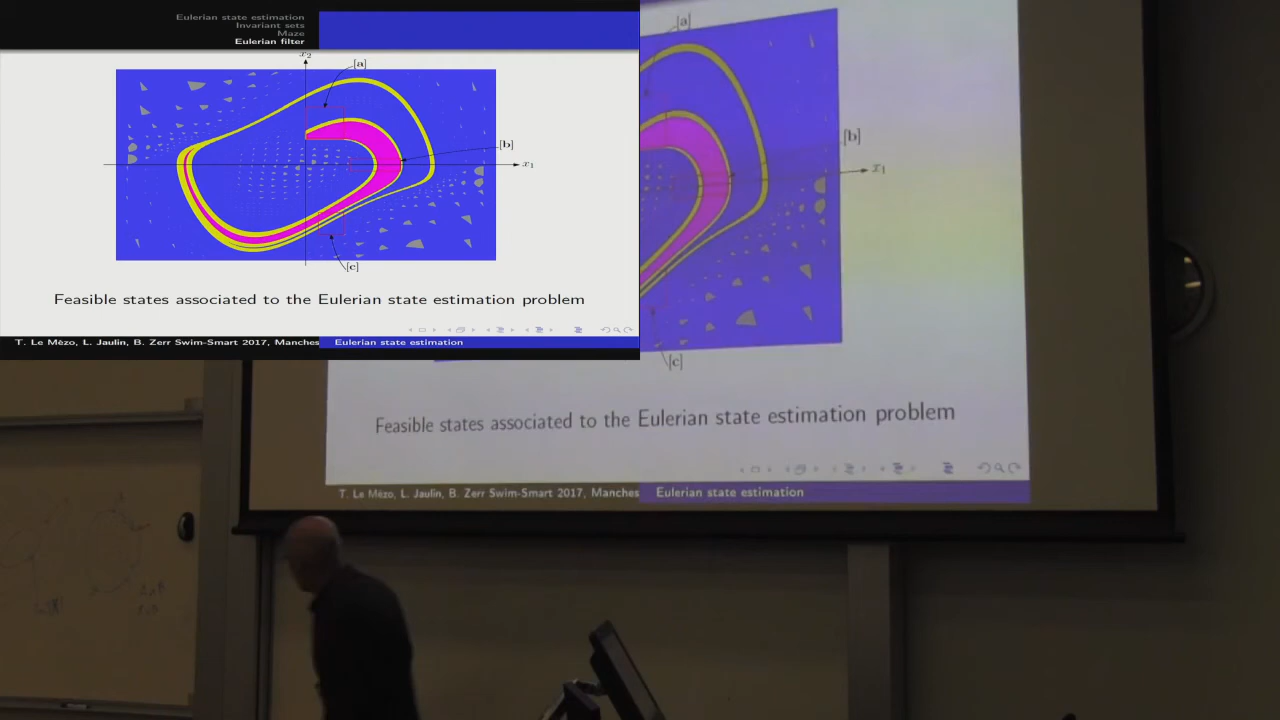 Eulerian state estimation
Invariant sets
Maze
Eulerian filter
x2
[a]
[b]
x1
[c]
Feasible states associated to the Eulerian state estimation problem
T. Le Mézo, L. Jaulin, B. Zerr Swim-Smart 2017, Manches
Eulerian state estimation
[a]
[b]
x1
[c]
Feasible states associated to the Eulerian state estimation problem
T. Le Mézo, L. Jaulin, B. Zerr Swim-Smart 2017, Manches
Eulerian state estimation